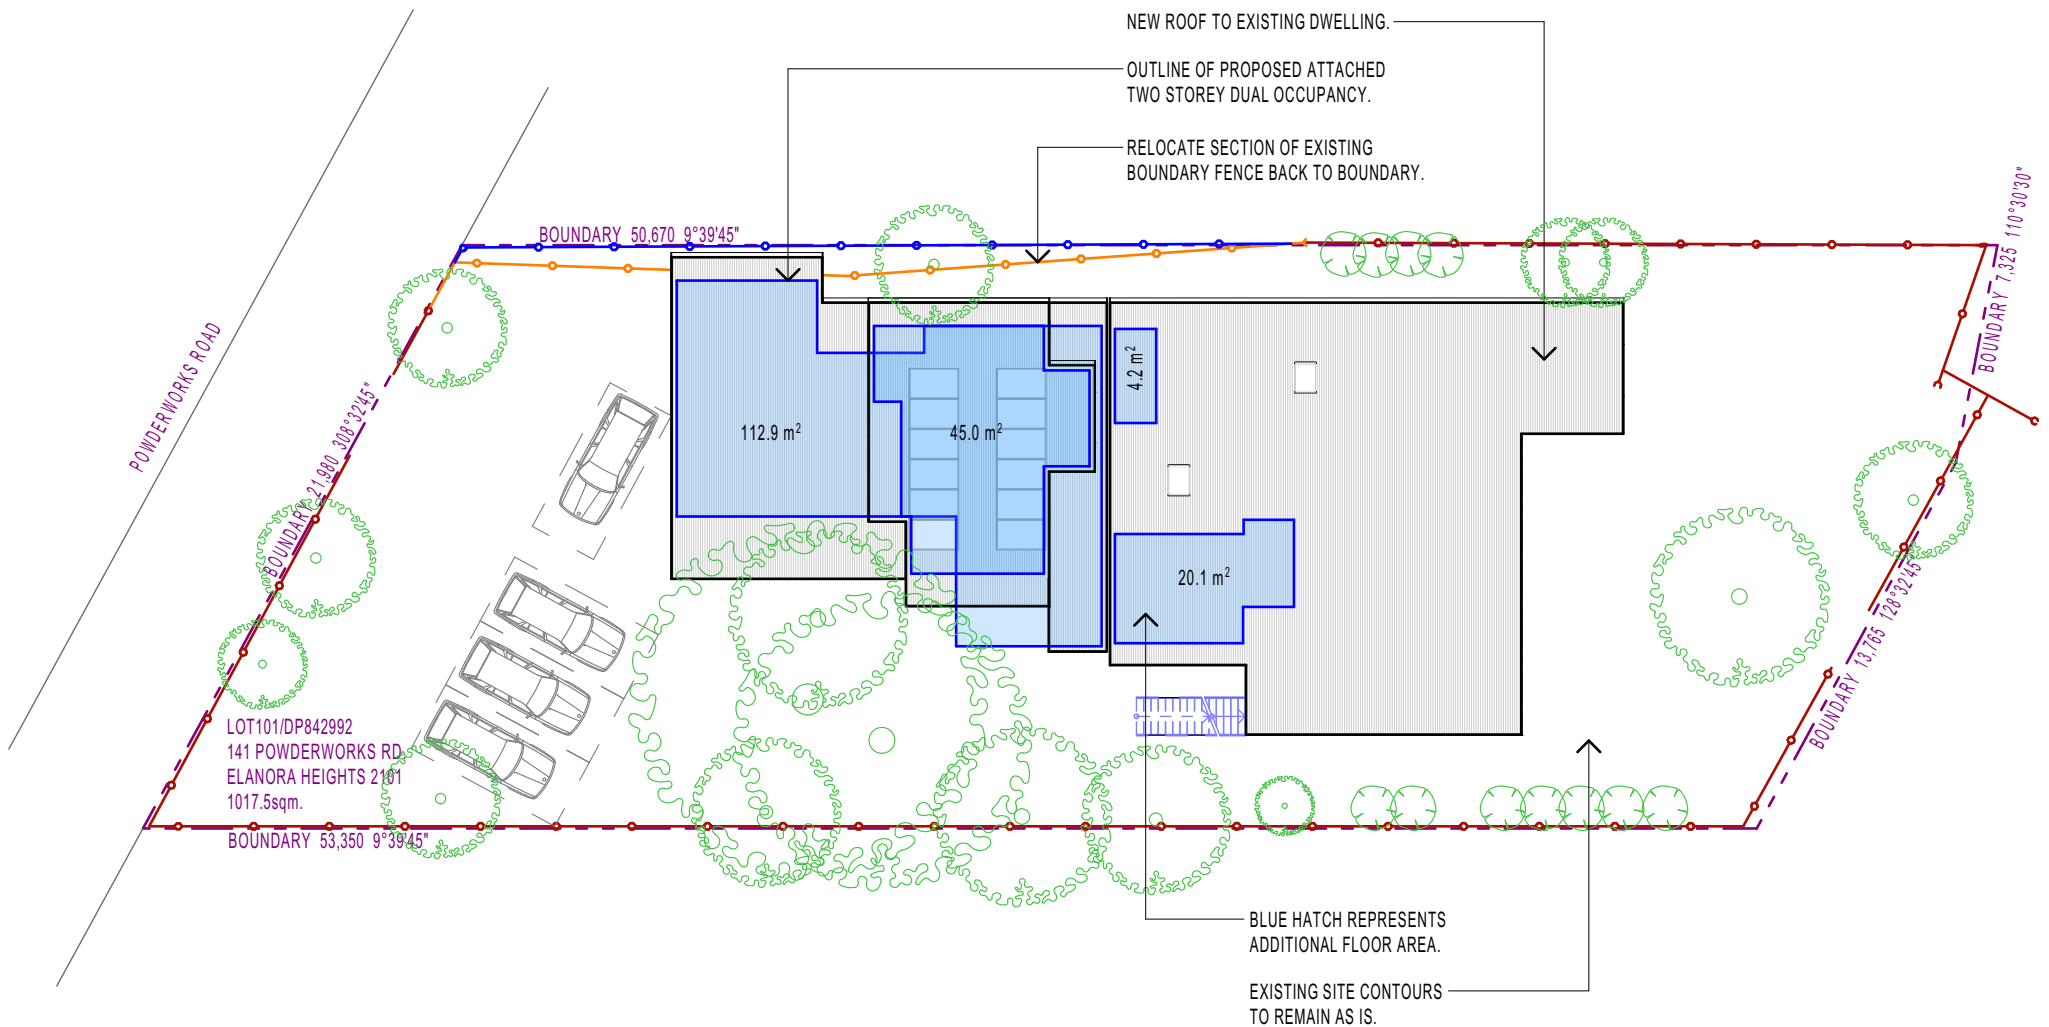 NEW ROOF TO EXISTING DWELLING.
OUTLINE OF PROPOSED ATTACHED
TWO STOREY DUAL OCCUPANCY.
RELOCATE SECTION OF EXISTING
BOUNDARY FENCE BACK TO BOUNDARY.
BOUNDARY 50,670 9°39'45"
BOUNDARY 7,325 110°30'30"
POWDERWORKS ROAD
BOUNDARY 21,980 308°32'45"
4.2 m²
112.9 m²
45.0 m²
20.1 m²
BOUNDARY 13,765 128°32'45"
LOT101/DP842992
141 POWDERWORKS RD
ELANORA HEIGHTS 2101
1017.5sqm.
BOUNDARY 53,350 9°39'45"
BLUE HATCH REPRESENTS
ADDITIONAL FLOOR AREA.
EXISTING SITE CONTOURS
TO REMAIN AS IS.